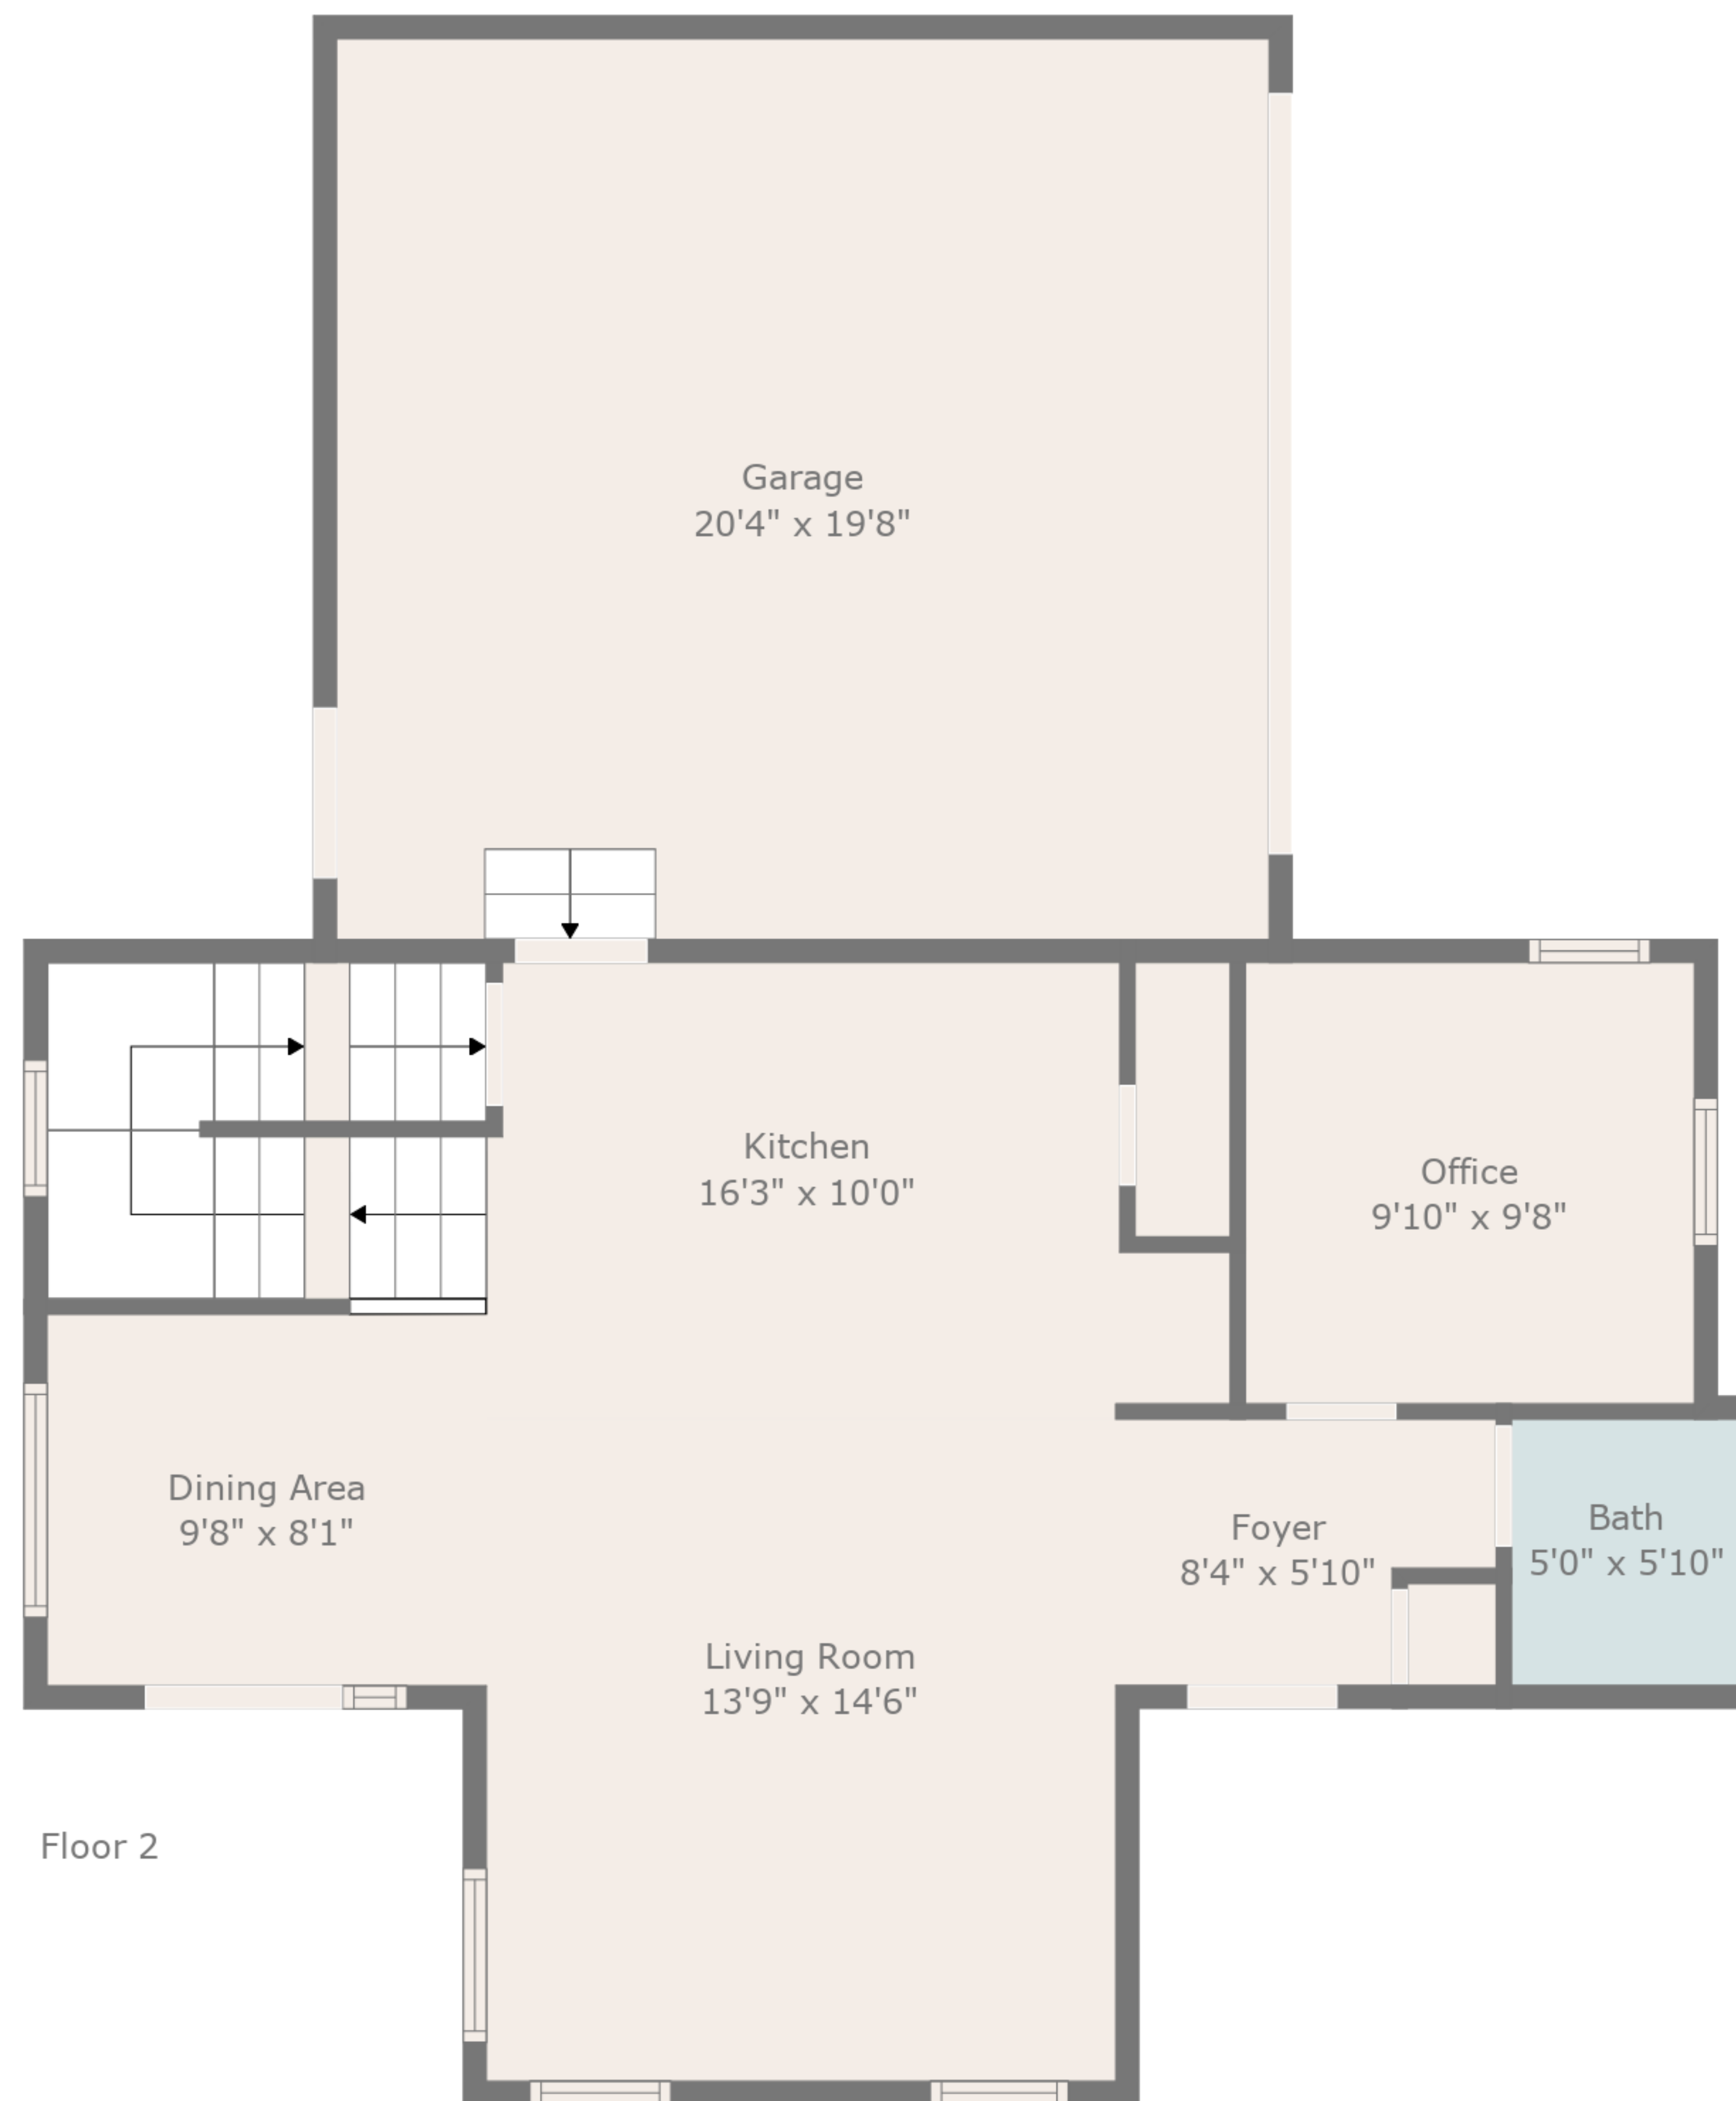 Garage
20'4" x 19'8"
Kitchen
16'3" x 10'0"
Office
9'10" x 9'8"
Dining Area
9'8" x 8'1"
Foyer
8'4" x 5'10"
Bath
5'0" x 5'10"
Living Room
13'9" x 14'6"
Floor 2